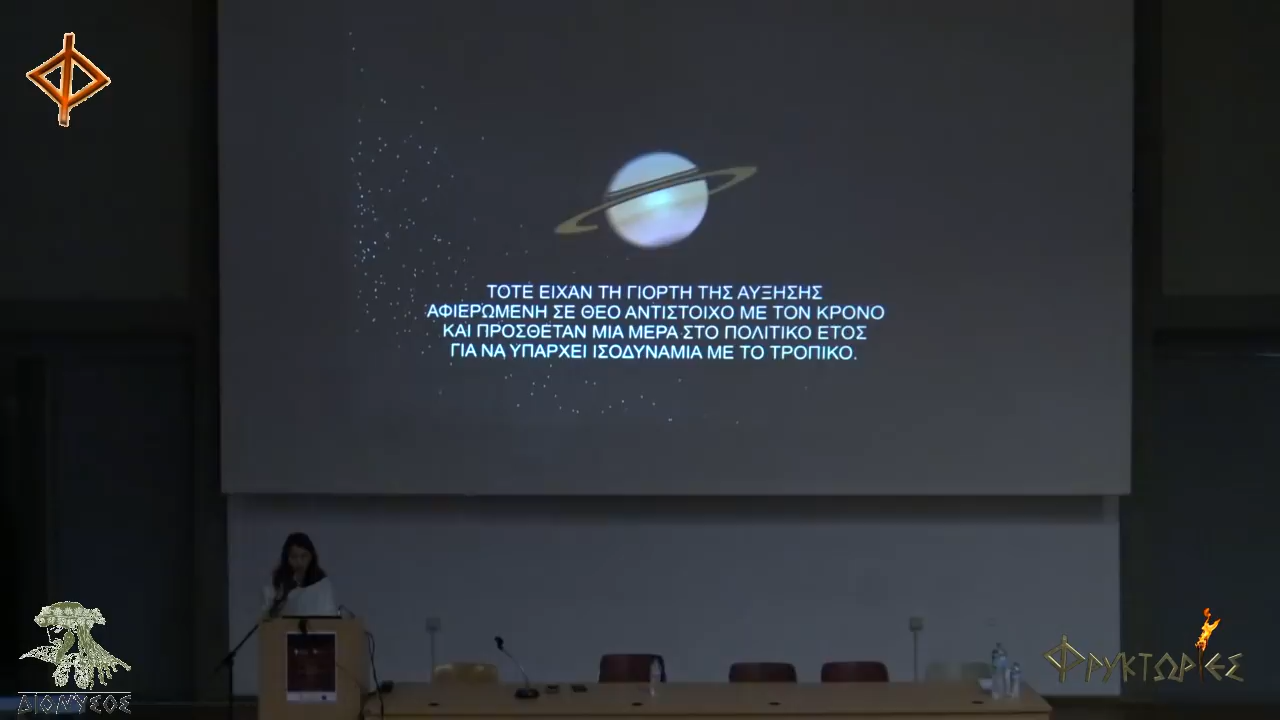 ΤΟΤΕ ΕΙΧΑΝ ΤΗ ΓΙΟΡΤΗ ΤΗΣ ΑΥΞΗΣΗΣ
ΑΦΙΕΡΩΜΕΝΗ ΣΕ ΘΕΟ ΑΝΤΙΣΤΟΙΧΟ ΜΕ ΤΟΝ ΚΡΟΝΟ
ΚΑΙ ΠΡΟΣΘΕΤΑΝ ΜΙΑ ΜΕΡΑ ΣΤΟ ΠΟΛΙΤΙΚΟ ΕΤΟΣ
ΓΙΑ ΝΑ ΥΠΑΡΧΕΙ ΙΣΟΔΥΝΑΜΙΑ ΜΕ ΤΟ ΤΡΟΠΙΚΟ.
ΔΙΟΝΥΣΟΣ
ΦΡΥΚΤΩΡΙΕΣ